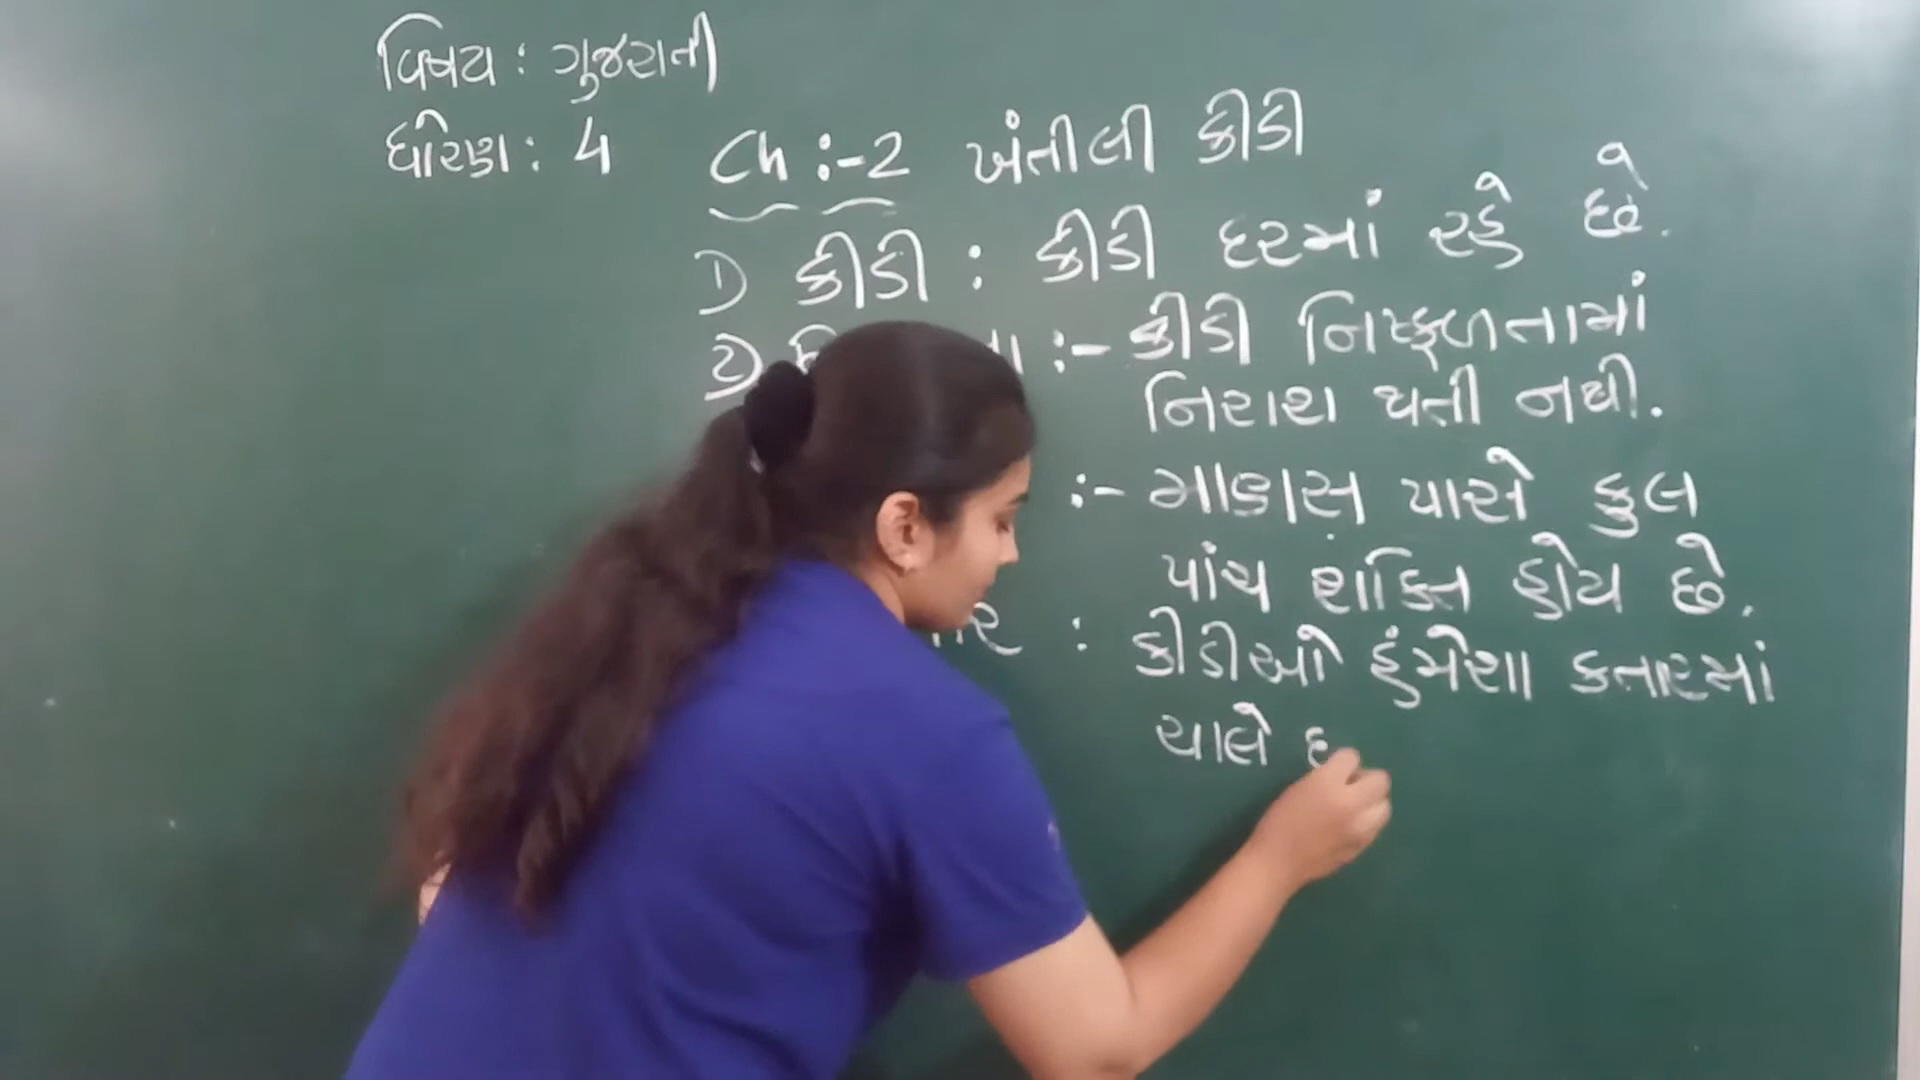 વિષય : ગુજરાતી
ધોરણ : 4
Ch :- 2 ખંતીલી કીડી
1) કીડી : કીડી દરમાં રહે છે.
2) :- કીડી નિષ્ફળતામાં
નિરાશ થતી નથી.
:- માણસ પાસે કુલ
પાંચ શક્તિ હોય છે.
: કીડીઓ હંમેશા કતારમાં
ચાલે